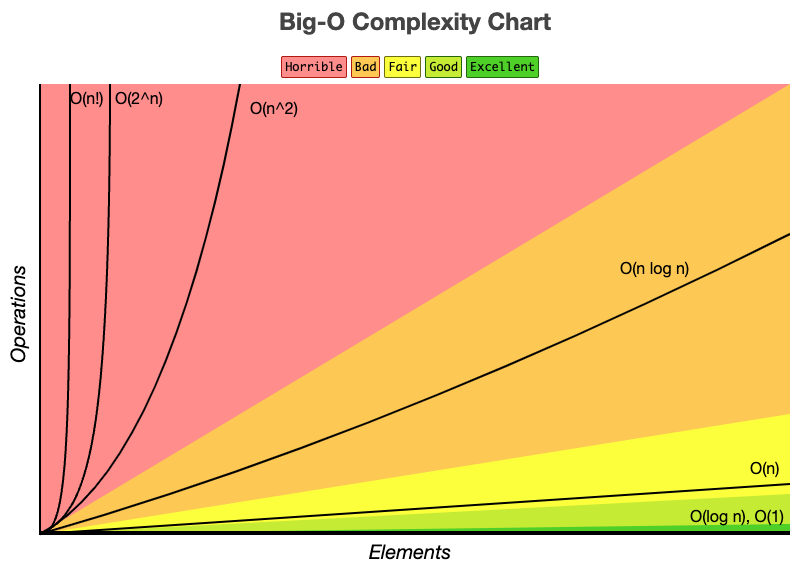 Big-O Complexity Chart
Horrible Bad Fair Good Excellent
O(n!) O(2^n) O(n^2)
O(n log n)
O(n)
O(log n), O(1)
Operations
Elements